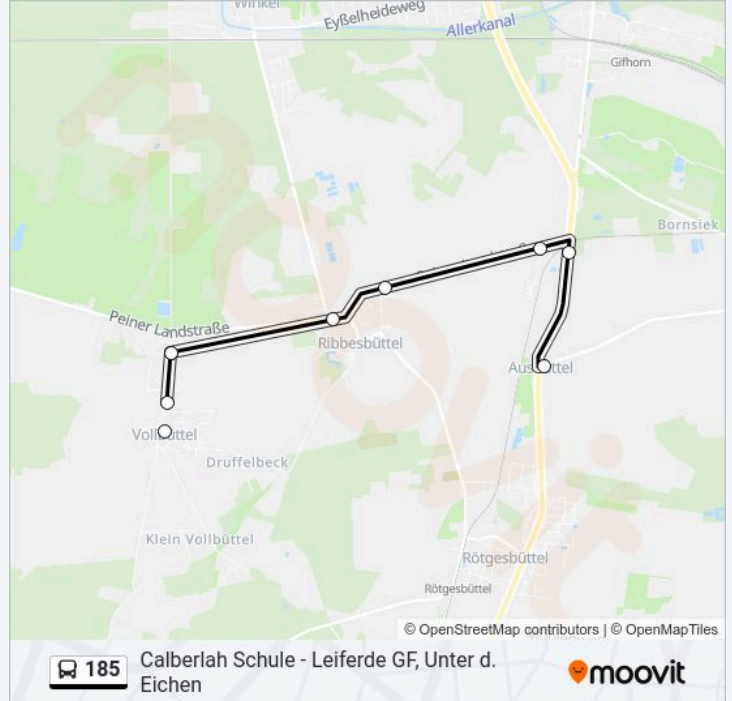 Winkel
Eyßelheideweg
Allerkanal
Gifhorn
Bornsiek
Peiner Landstraße
Ribbesbüttel
Vollbüttel
Druffelbeck
Klein Vollbüttel
Rötgesbüttel
Rötgesbüttel
© OpenStreetMap contributors | © OpenMapTiles
185
Calberlah Schule - Leiferde GF, Unter d.
Eichen
moovit